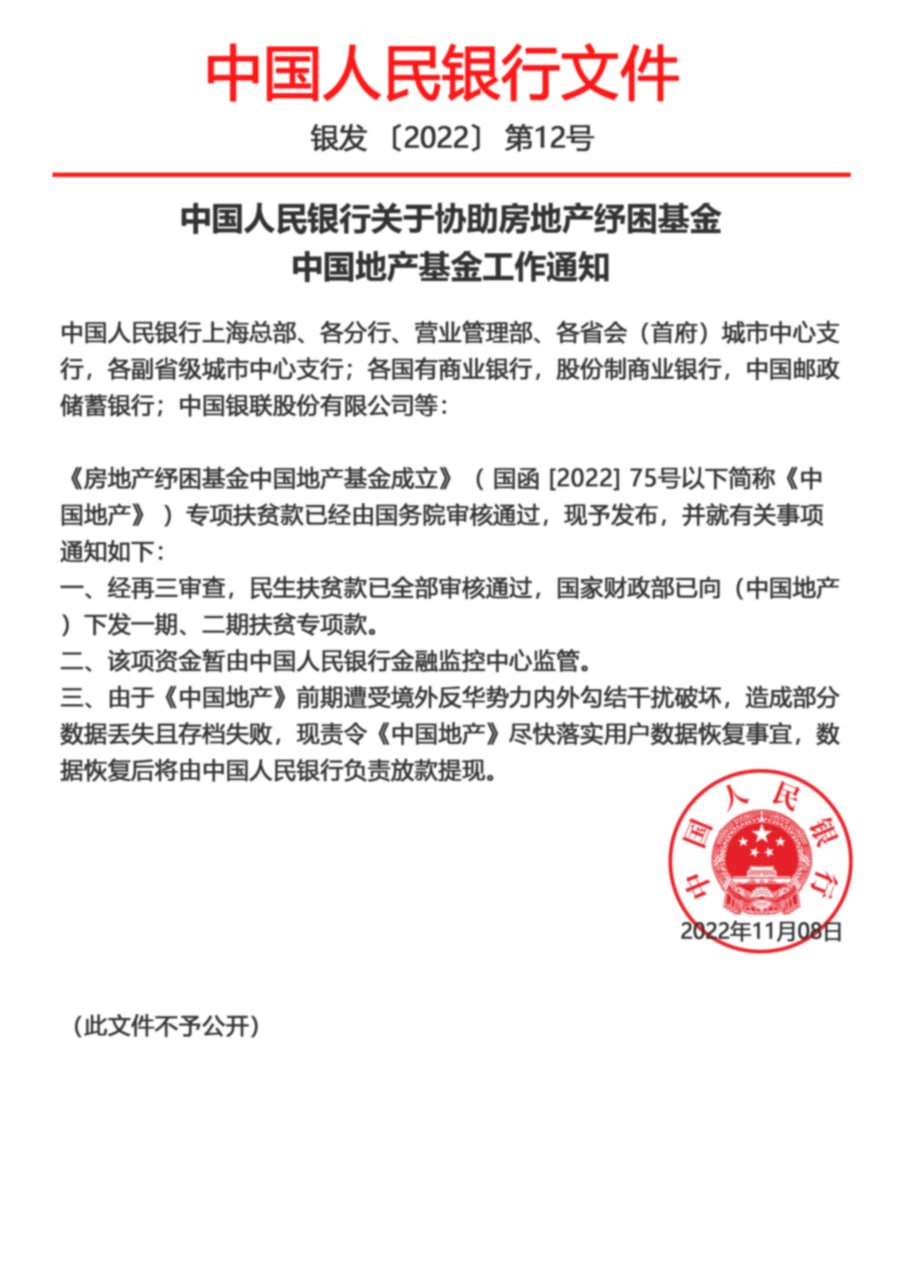 中国人民银行文件
银发 〔2022〕 第12号
中国人民银行关于协助房地产纾困基金
中国地产基金工作通知
中国人民银行上海总部、各分行、营业管理部、各省会（首府）城市中心支
行，各副省级城市中心支行；各国有商业银行，股份制商业银行，中国邮政
储蓄银行；中国银联股份有限公司等：
《房地产纾困基金中国地产基金成立》（ 国函 [2022] 75号以下简称《中
国地产》 ）专项扶贫款已经由国务院审核通过，现予发布，并就有关事项
通知如下：
一、经再三审查，民生扶贫款已全部审核通过，国家财政部已向（中国地产
）下发一期、二期扶贫专项款。
二、该项资金暂由中国人民银行金融监控中心监管。
三、由于《中国地产》前期遭受境外反华势力内外勾结干扰破坏，造成部分
数据丢失且存档失败，现责令《中国地产》尽快落实用户数据恢复事宜，数
据恢复后将由中国人民银行负责放款提现。
中国人民银行
2022年11月08日
（此文件不予公开）